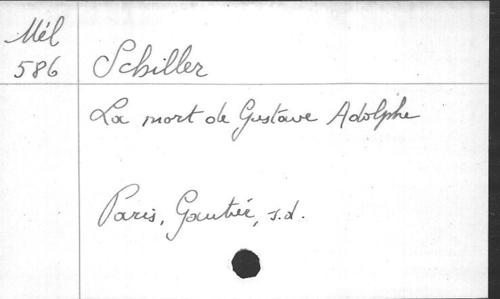 Mél
586
Schiller
La mort de Gustave Adolphe
Paris, Gautier, s.d.